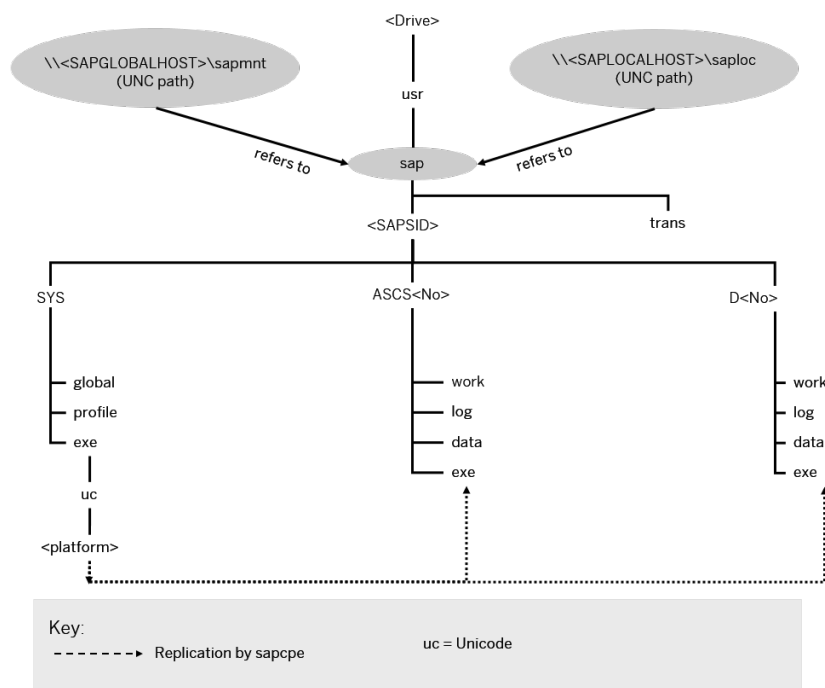 <Drive>
\\<SAPGLOBALHOST>\sapmnt
(UNC path)
\\<SAPLOCALHOST>\saploc
(UNC path)
usr
refers to
sap
refers to
<SAPSID>
trans
SYS
ASCS<No>
D<No>
global
profile
exe
uc
<platform>
work
log
data
exe
work
log
data
exe
Key:
Replication by sapcpe
uc = Unicode